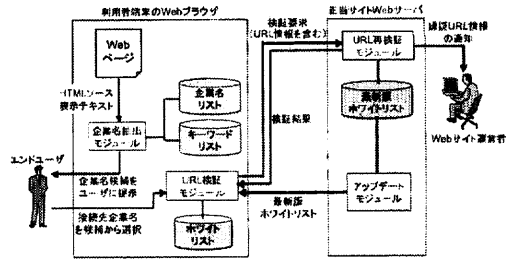 利用者端末のWebブラウザ
Web
ページ
HTMLソース
表示テキスト
企業名
リスト
キーワード
リスト
企業名抽出
モジュール
エンドユーザ
企業名候補を
ユーザに提示
接続先企業名
を候補から選択
URL検証
モジュール
ホワイト
リスト
検証要求
(URL情報を含む)
検証結果
最新版
ホワイトリスト
正当サイトWebサーバ
URL再検証
モジュール
最新版
ホワイトリスト
アップデート
モジュール
嫌疑URL情報
の通知
Webサイト運営者